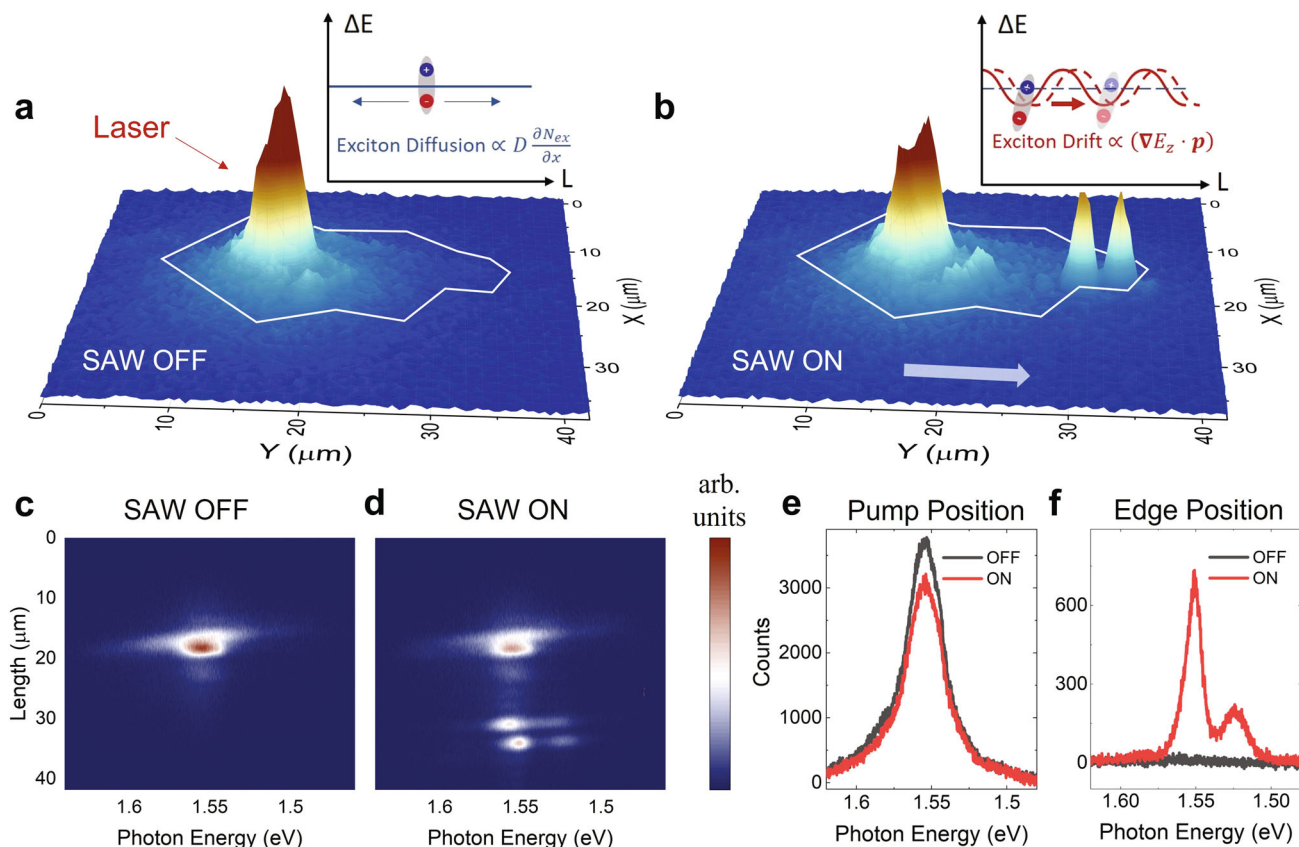 a
Laser
ΔE
Exciton Diffusion ∝ D ∂N_ex/∂x
L
SAW OFF
0
10
20
30
X (μm)
0
10
20
30
40
Y (μm)
b
ΔE
Exciton Drift ∝ (∇E_z · p)
L
SAW ON
0
10
20
30
X (μm)
0
10
20
30
40
Y (μm)
c
SAW OFF
0
10
20
30
40
Length (μm)
1.6
1.55
1.5
Photon Energy (eV)
d
SAW ON
1.6
1.55
1.5
Photon Energy (eV)
arb.
units
e
Pump Position
OFF
ON
3000
2000
1000
0
Counts
1.6
1.55
1.5
Photon Energy (eV)
f
Edge Position
OFF
ON
600
300
0
1.60
1.55
1.50
Photon Energy (eV)